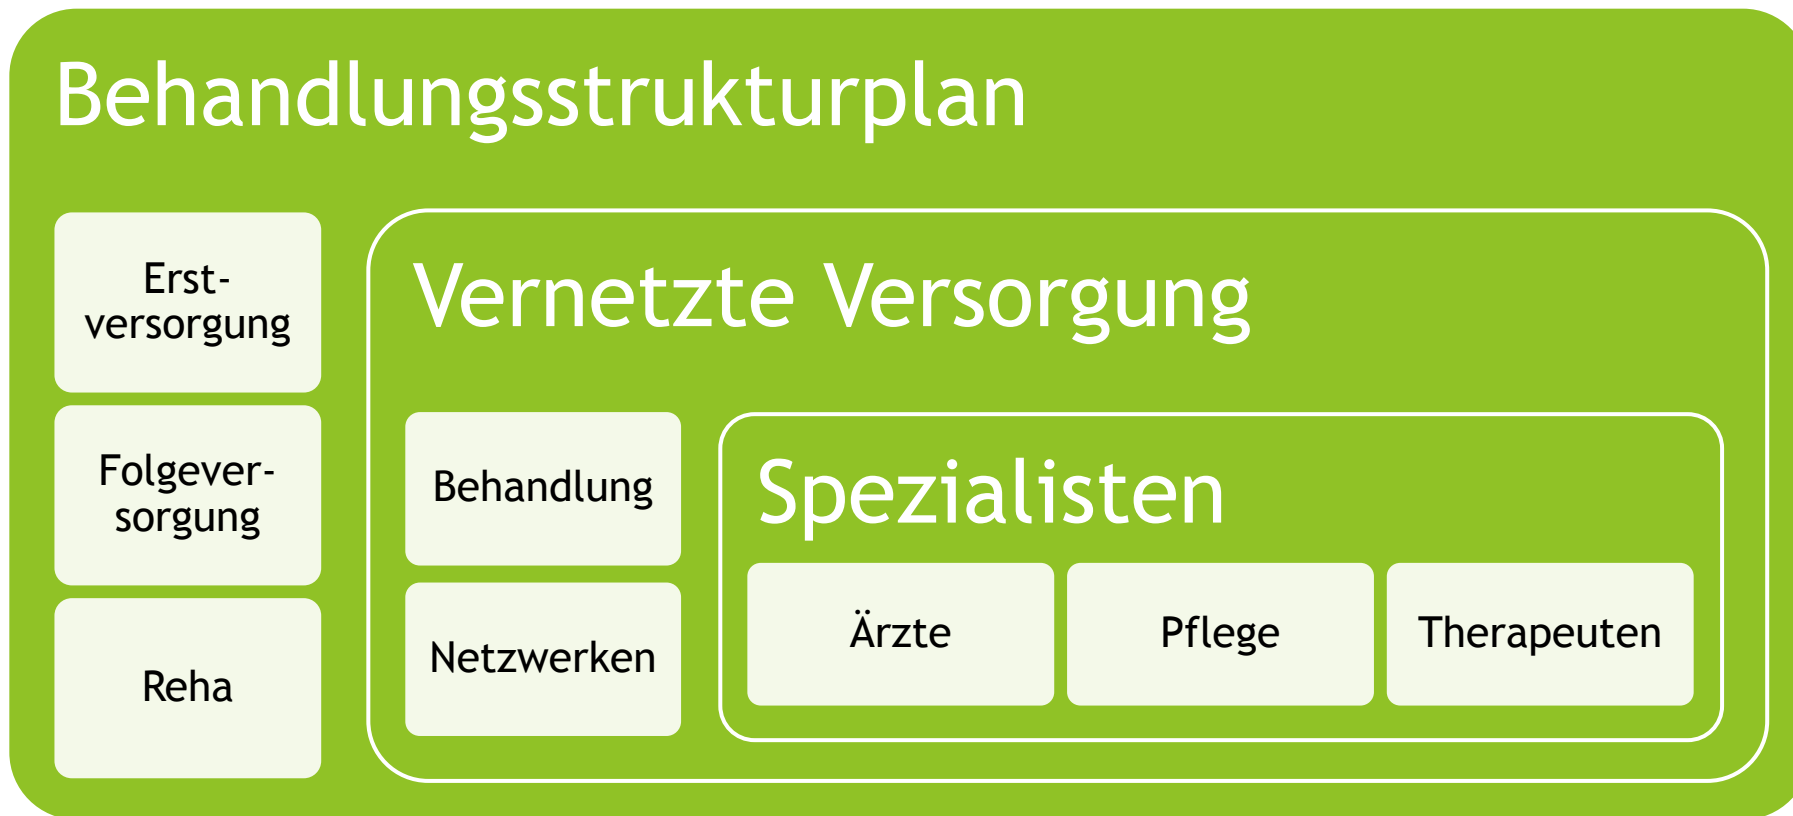 Behandlungsstrukturplan
Erst-
versorgung
Folgever-
sorgung
Reha
Vernetzte Versorgung
Behandlung
Netzwerken
Spezialisten
Ärzte
Pflege
Therapeuten